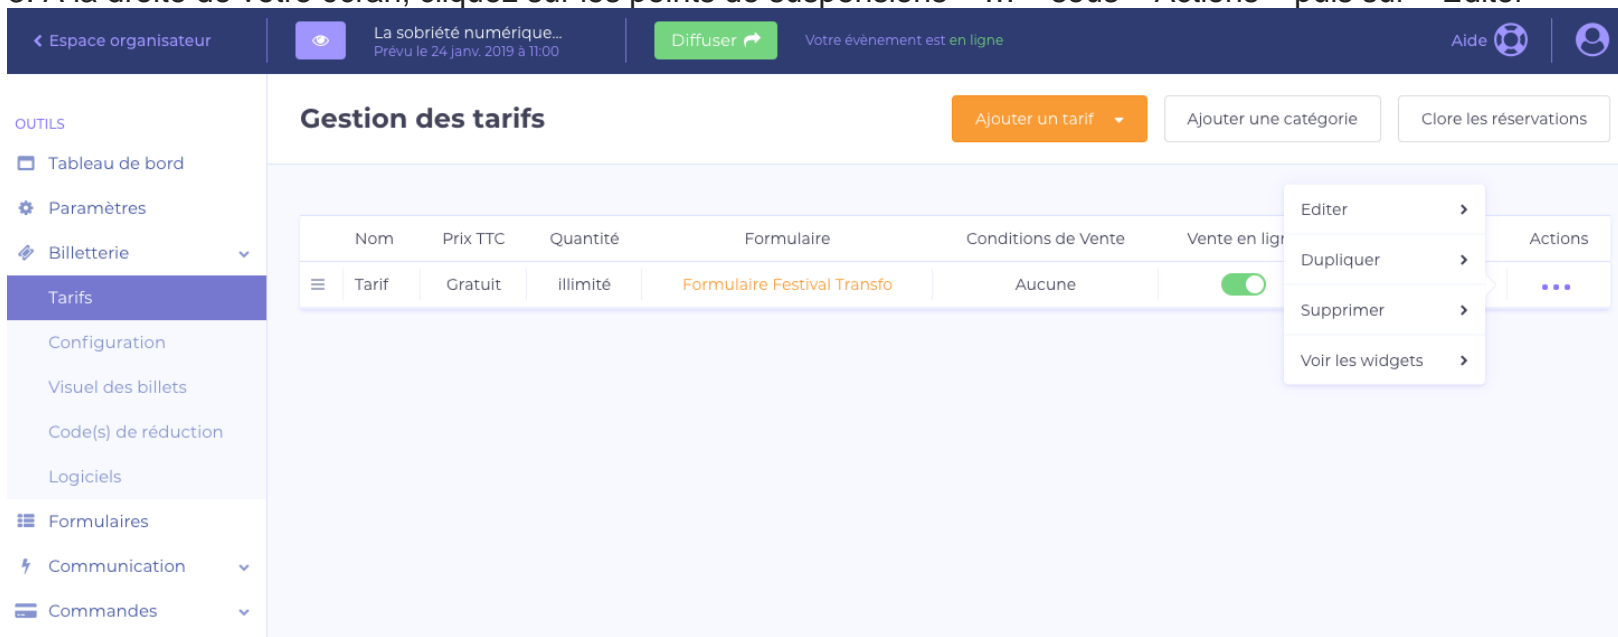 < Espace organisateur
La sobriété numérique...
Prévu le 24 janv. 2019 à 11:00
Diffuser
Votre évènement est en ligne
Aide
OUTILS
Tableau de bord
Paramètres
Billetterie
Tarifs
Configuration
Visuel des billets
Code(s) de réduction
Logiciels
Formulaires
Communication
Commandes
Gestion des tarifs
Ajouter un tarif
Ajouter une catégorie
Clore les réservations
Nom Prix TTC Quantité Formulaire Conditions de Vente Vente en lign Actions
Tarif Gratuit illimité Formulaire Festival Transfo Aucune
Editer
Dupliquer
Supprimer
Voir les widgets